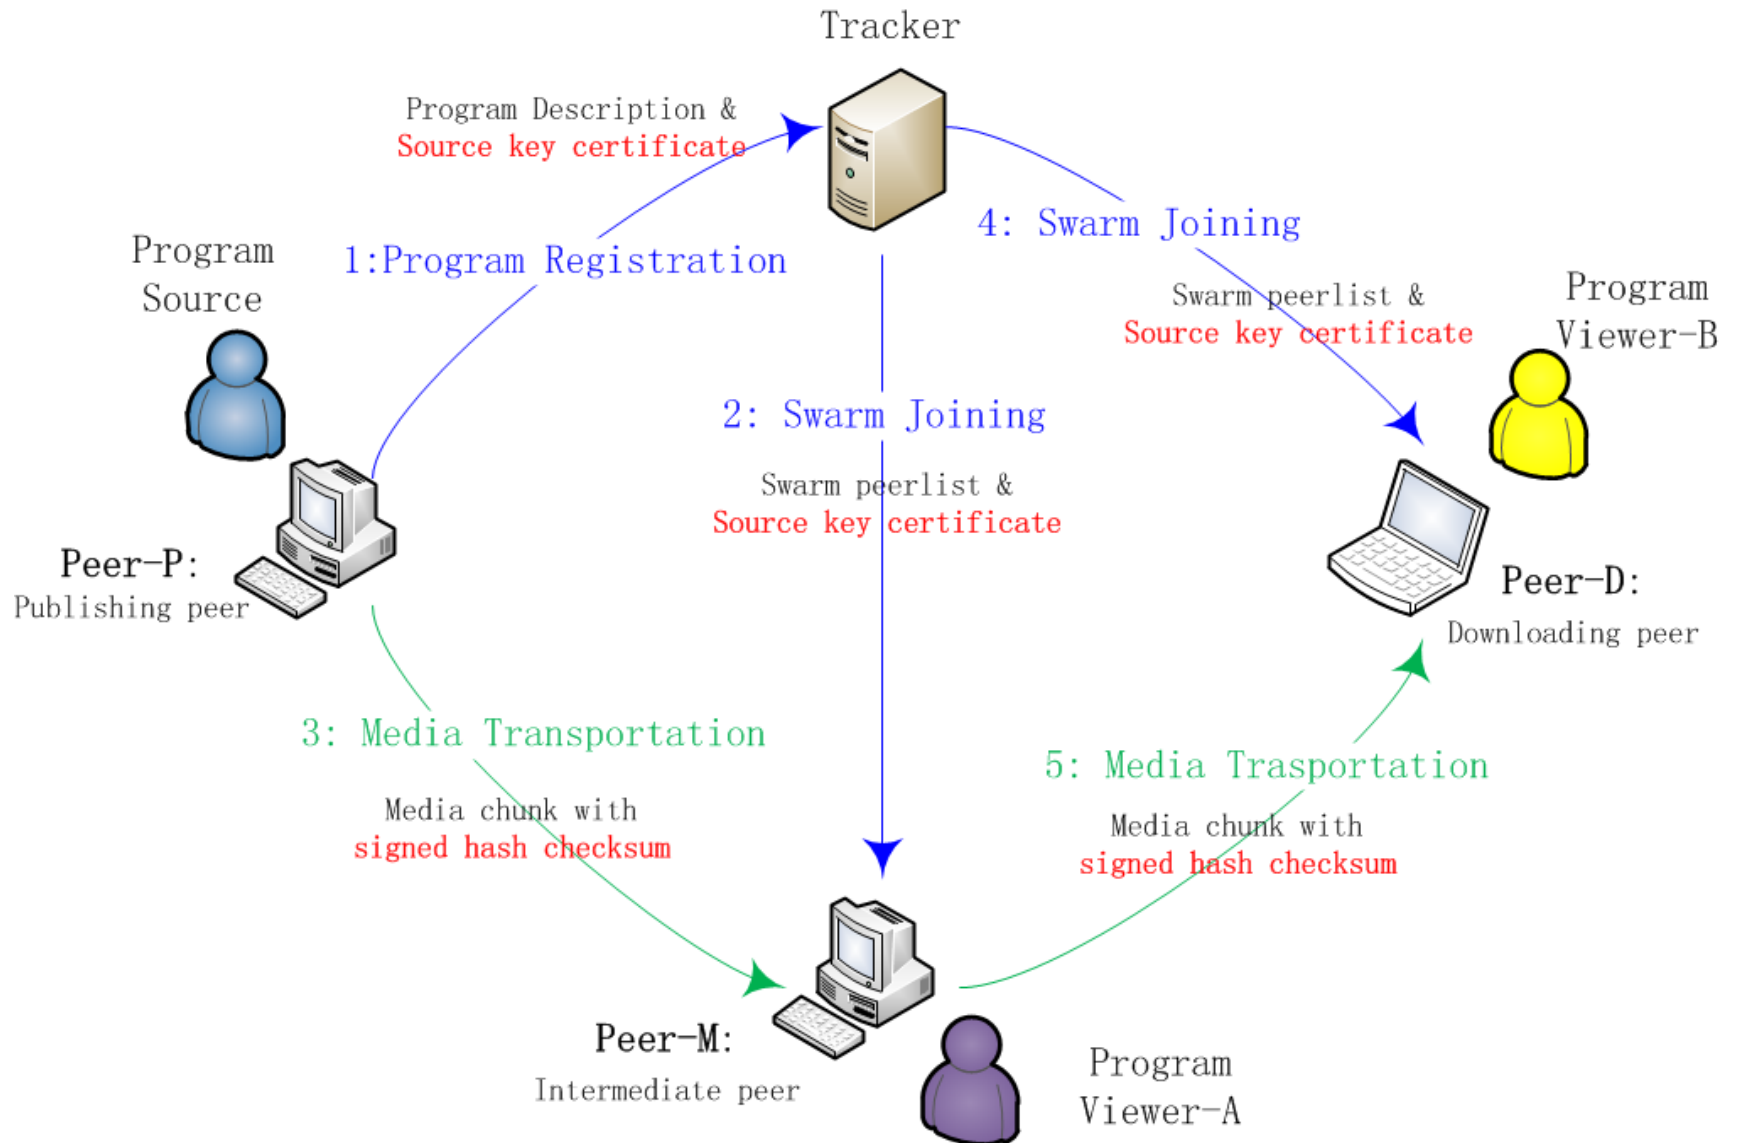 Tracker
Program Description &
Source key certificate
1:Program Registration
4: Swarm Joining
Swarm peerlist &
Source key certificate
Program
Source
Program
Viewer-B
2: Swarm Joining
Swarm peerlist &
Source key certificate
Peer-P:
Publishing peer
Peer-D:
Downloading peer
3: Media Transportation
Media chunk with
signed hash checksum
5: Media Trasportation
Media chunk with
signed hash checksum
Peer-M:
Intermediate peer
Program
Viewer-A